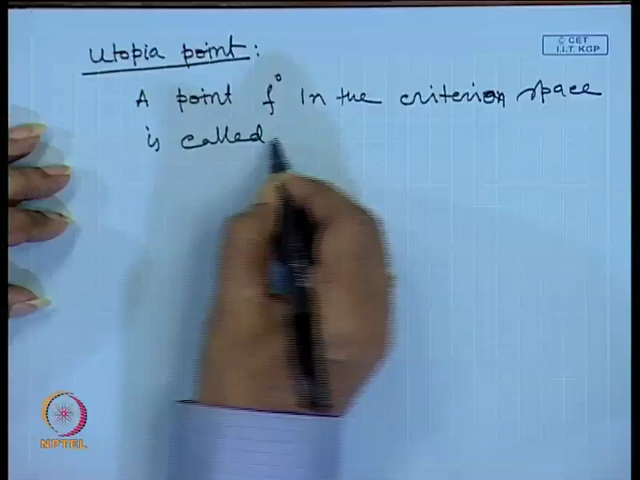 © CET
I.I.T. KGP
Utopia point:
A point f° In the criterion space
is called
NPTEL